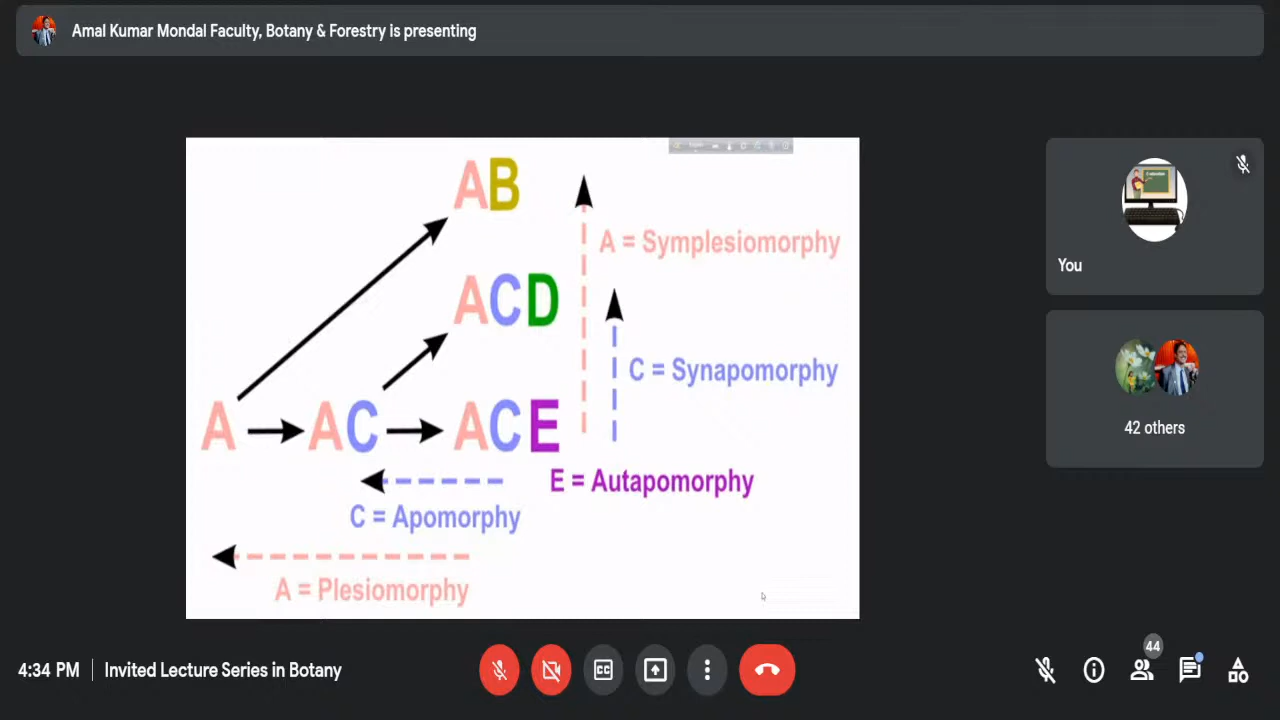 Amal Kumar Mondal Faculty, Botany & Forestry is presenting
AB
A = Symplesiomorphy
ACD
C = Synapomorphy
A AC ACE
E = Autapomorphy
C = Apomorphy
A = Plesiomorphy
You
42 others
4:34 PM Invited Lecture Series in Botany
CC
44